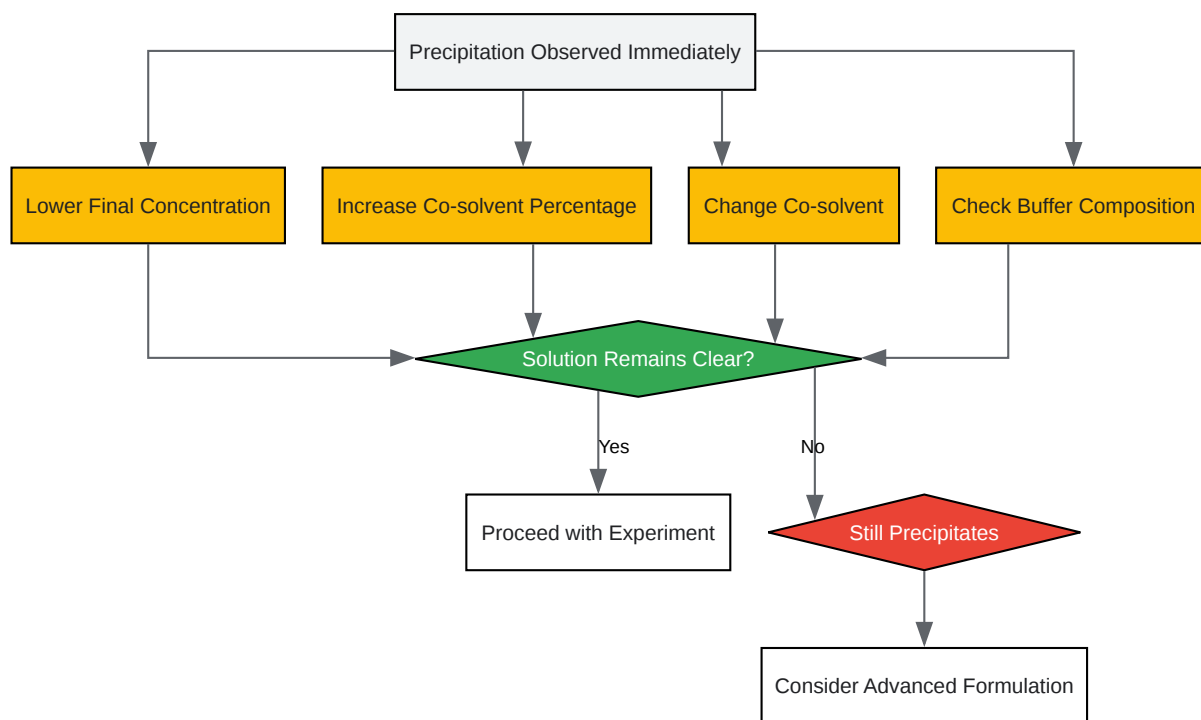 Precipitation Observed Immediately
Lower Final Concentration
Increase Co-solvent Percentage
Change Co-solvent
Check Buffer Composition
Solution Remains Clear?
Yes
No
Proceed with Experiment
Still Precipitates
Consider Advanced Formulation